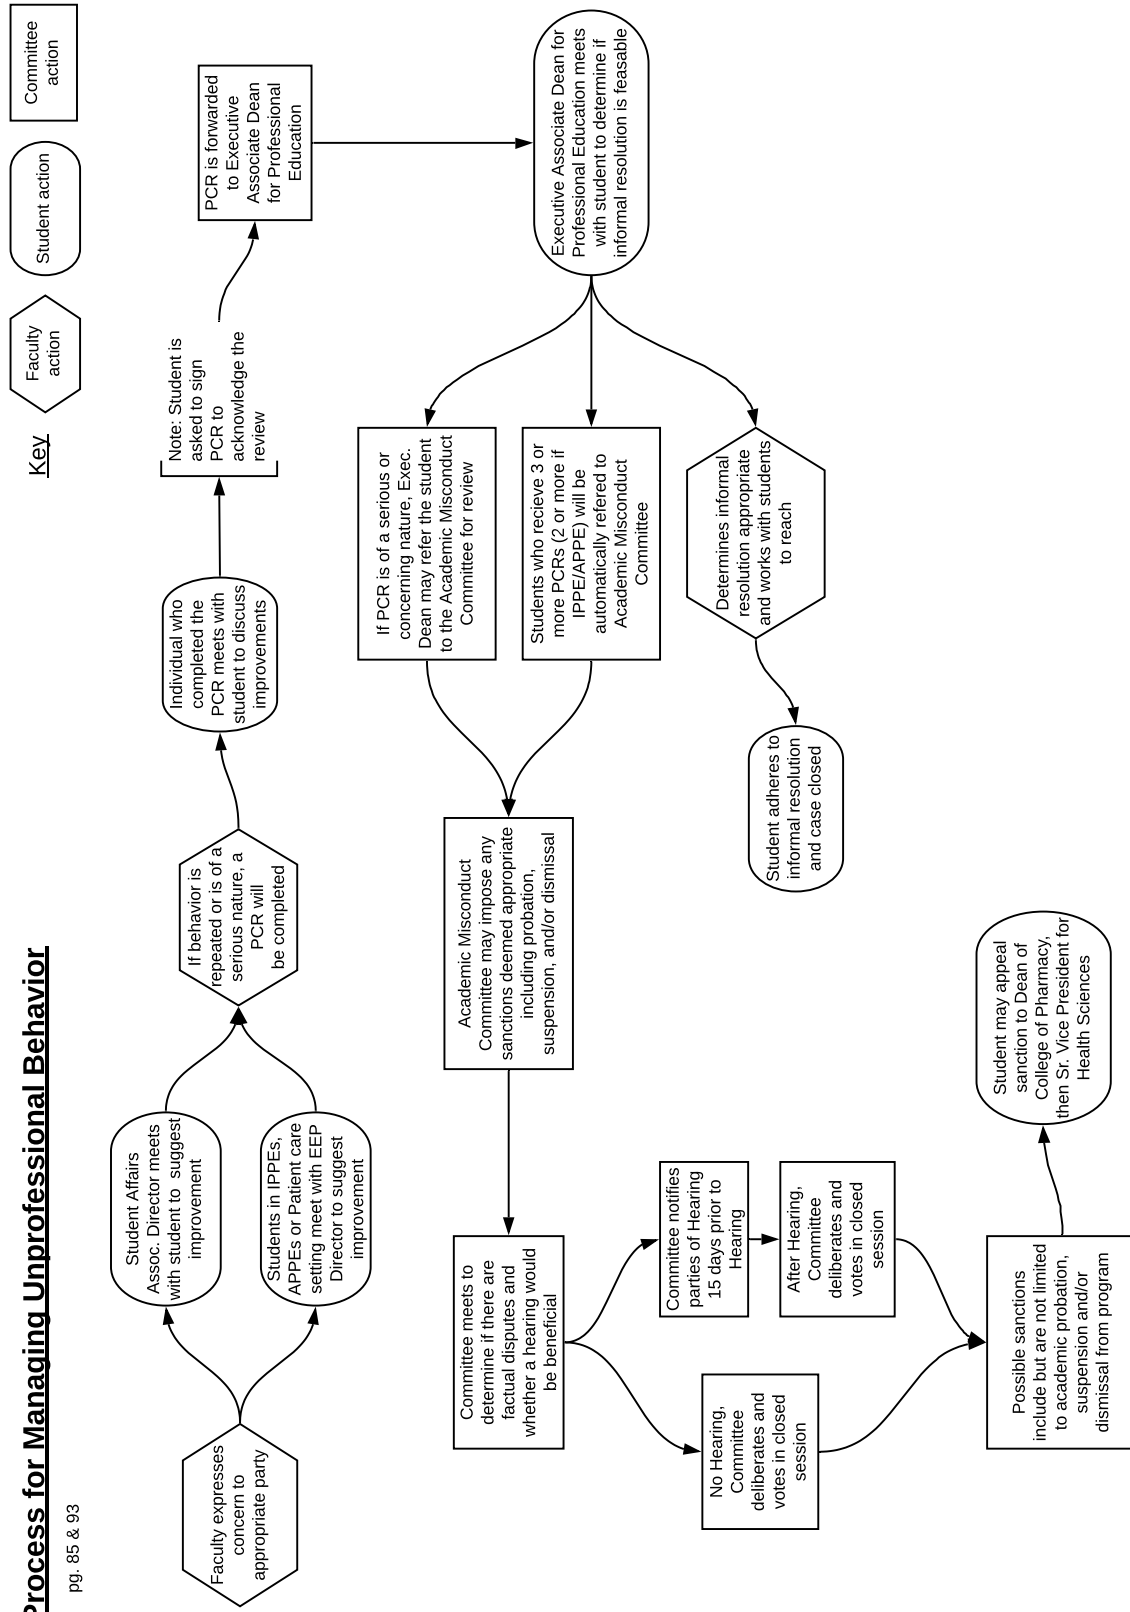 Process for Managing Unprofessional Behavior
pg. 85 & 93
Key
Faculty
action
Student action
Committee
action
Faculty expresses
concern to
appropriate party
Student Affairs
Assoc. Director meets
with student to suggest
improvement
Students in IPPEs,
APPEs or Patient care
setting meet with EEP
Director to suggest
improvement
If behavior is
repeated or is of a
serious nature, a
PCR will
be completed
Individual who
completed the
PCR meets with
student to discuss
improvements
Note: Student is
asked to sign
PCR to
acknowledge the
review
PCR is forwarded
to Executive
Associate Dean
for Professional
Education
Executive Associate Dean for
Professional Education meets
with student to determine if
informal resolution is feasable
If PCR is of a serious or
concerning nature, Exec.
Dean may refer the student
to the Academic Misconduct
Committee for review
Students who recieve 3 or
more PCRs (2 or more if
IPPE/APPE) will be
automatically refered to
Academic Misconduct
Committee
Determines informal
resolution appropriate
and works with students
to reach
Student adheres to
informal resolution
and case closed
Academic Misconduct
Committee may impose any
sanctions deemed appropriate
including probation,
suspension, and/or dismissal
Committee meets to
determine if there are
factual disputes and
whether a hearing would
be beneficial
Committee notifies
parties of Hearing
15 days prior to
Hearing
After Hearing,
Committee
deliberates and
votes in closed
session
No Hearing,
Committee
deliberates and
votes in closed
session
Possible sanctions
include but are not limited
to academic probation,
suspension and/or
dismissal from program
Student may appeal
sanction to Dean of
College of Pharmacy,
then Sr. Vice President for
Health Sciences